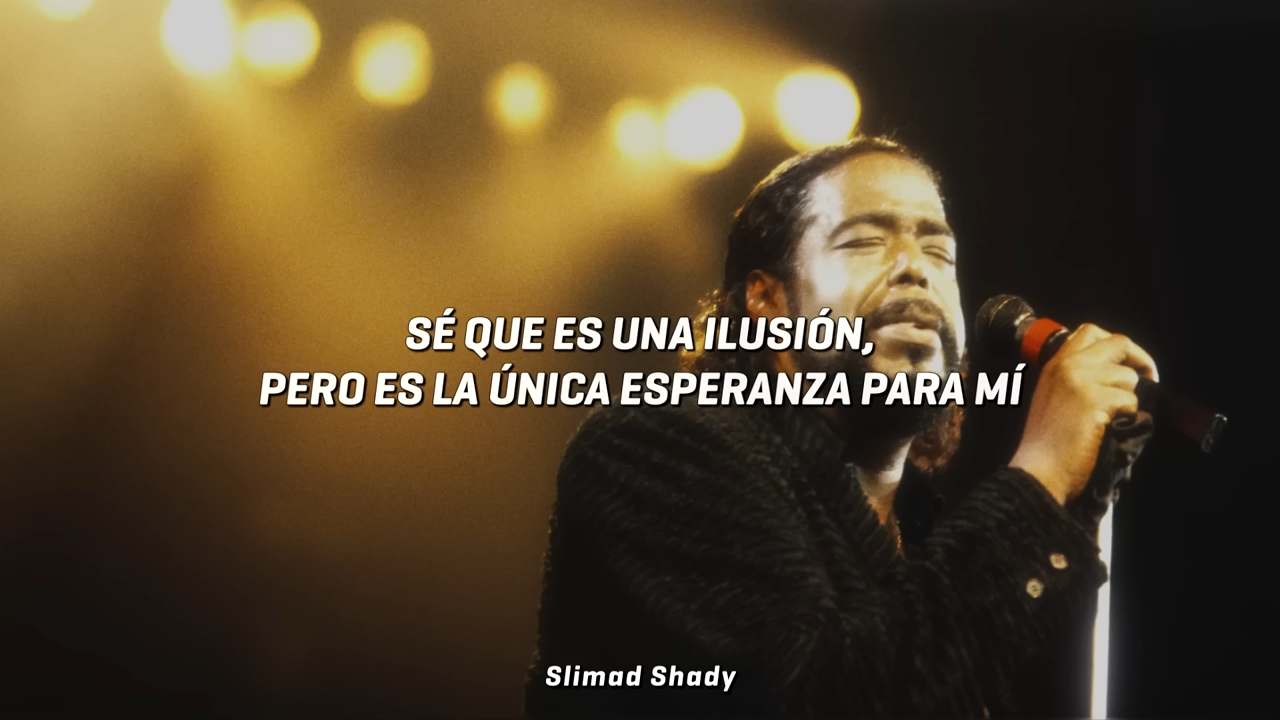 SÉ QUE ES UNA ILUSIÓN,
PERO ES LA ÚNICA ESPERANZA PARA MÍ
Slimad Shady